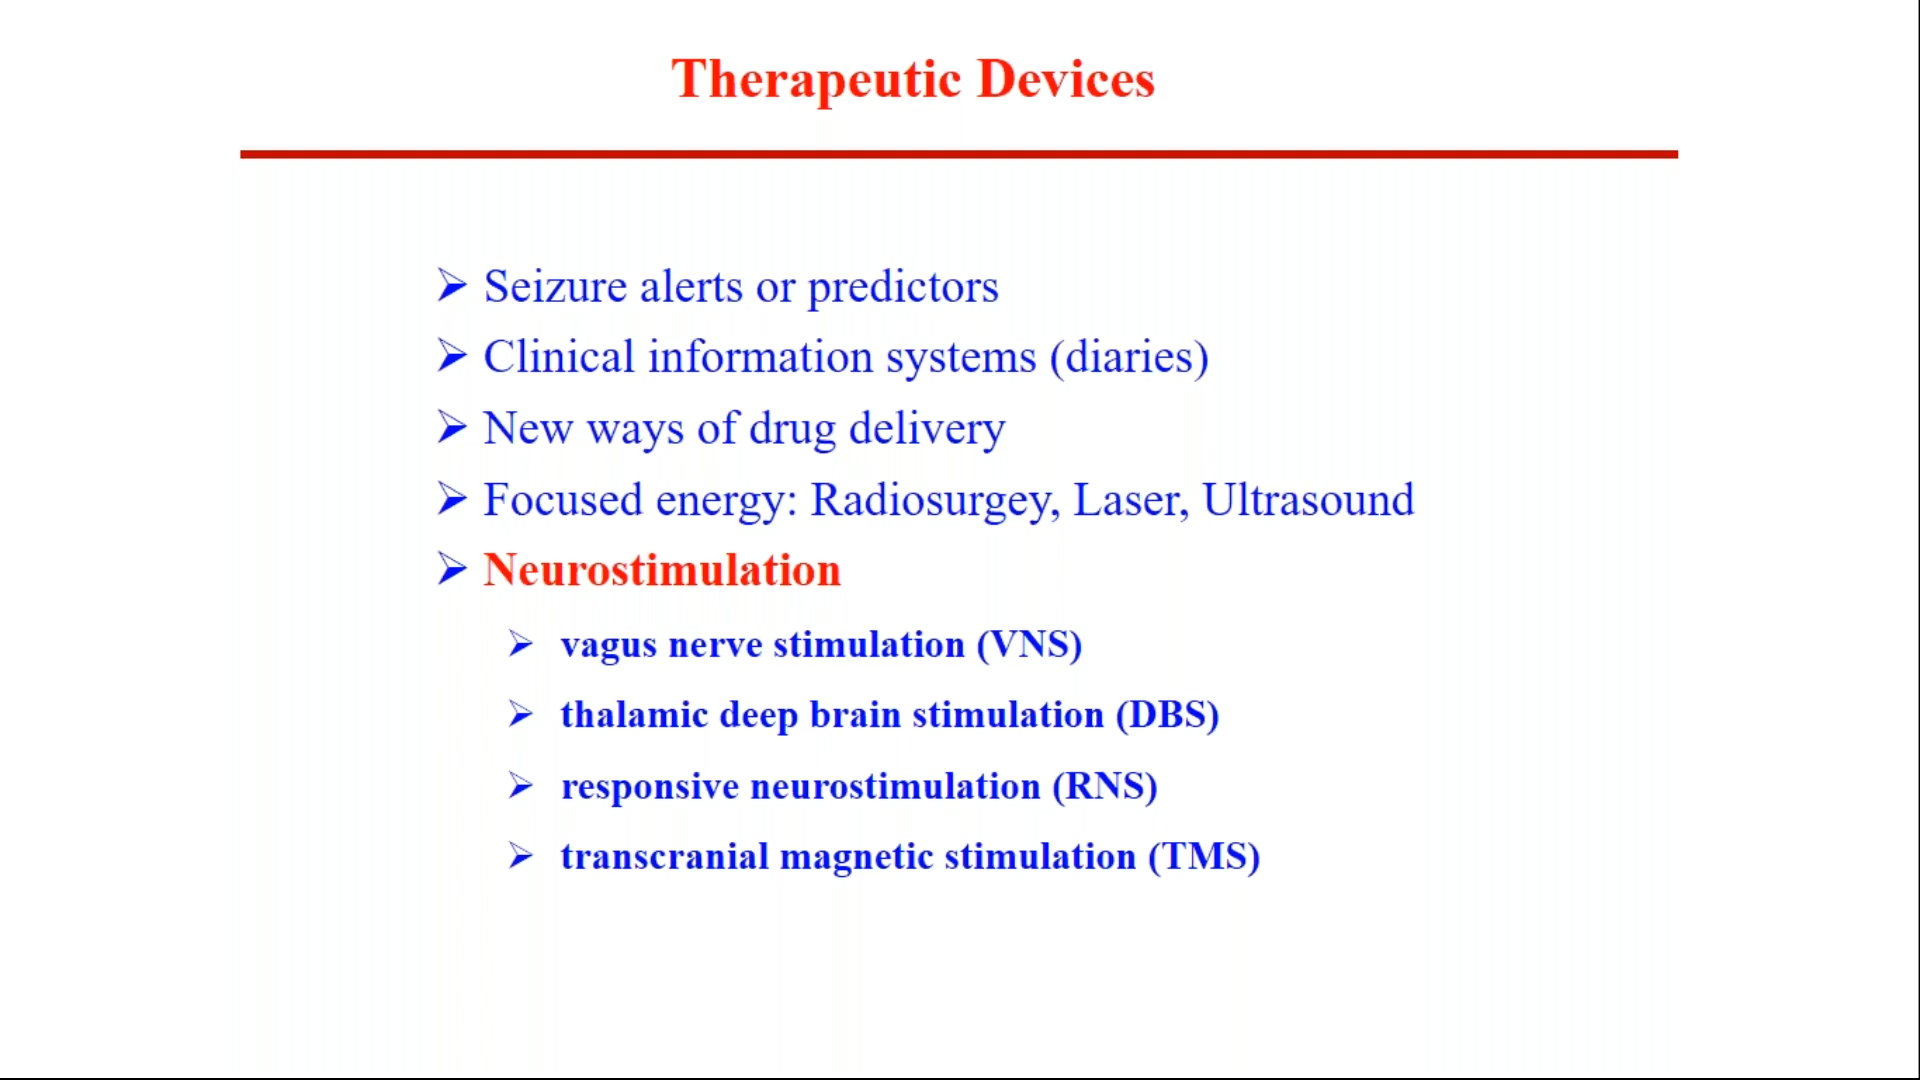 Therapeutic Devices
➢ Seizure alerts or predictors
➢ Clinical information systems (diaries)
➢ New ways of drug delivery
➢ Focused energy: Radiosurgey, Laser, Ultrasound
➢ Neurostimulation
➢ vagus nerve stimulation (VNS)
➢ thalamic deep brain stimulation (DBS)
➢ responsive neurostimulation (RNS)
➢ transcranial magnetic stimulation (TMS)